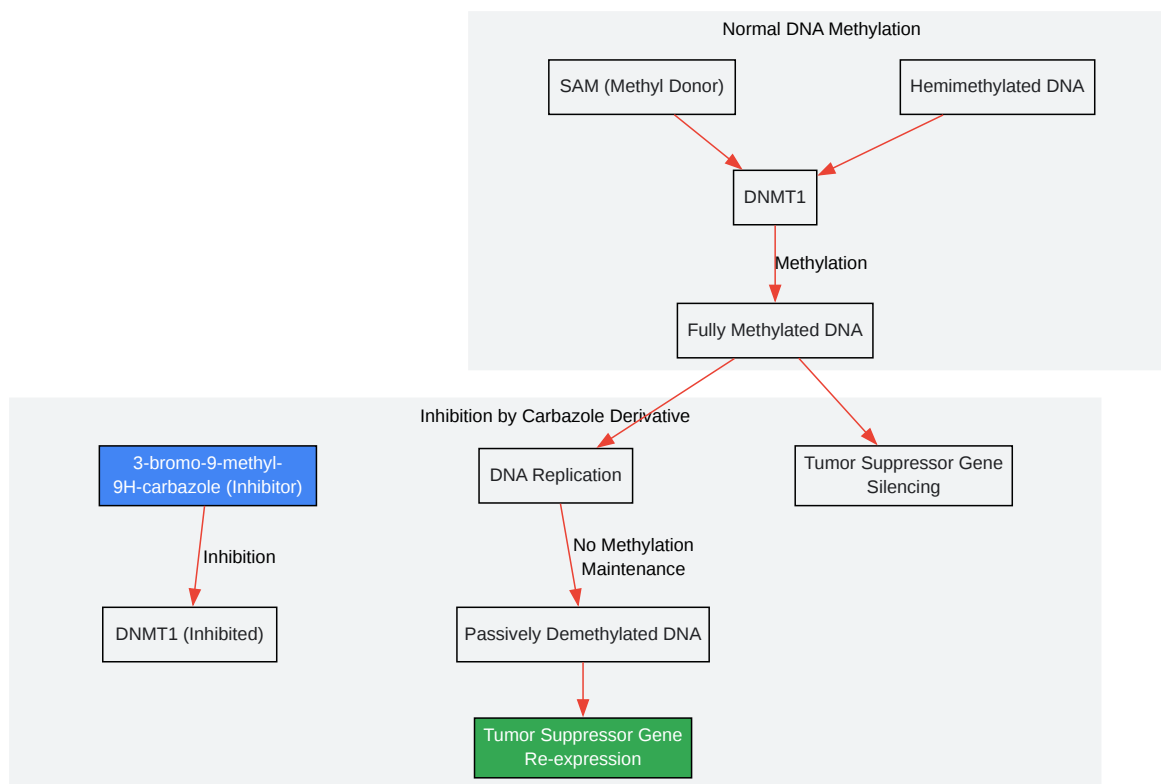 Normal DNA Methylation
SAM (Methyl Donor)
Hemimethylated DNA
DNMT1
Methylation
Fully Methylated DNA
Inhibition by Carbazole Derivative
3-bromo-9-methyl-
9H-carbazole (Inhibitor)
DNA Replication
Tumor Suppressor Gene
Silencing
Inhibition
No Methylation
Maintenance
DNMT1 (Inhibited)
Passively Demethylated DNA
Tumor Suppressor Gene
Re-expression